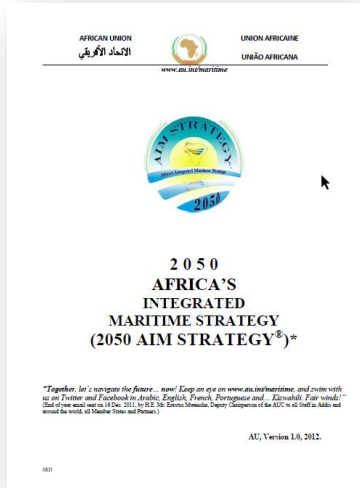 AFRICAN UNION
UNION AFRICAINE
الاتحاد الأفريقي
UNIÃO AFRICANA
www.au.int/maritime
AIM STRATEGY
Africa's Integrated Maritime Strategy
2050
2 0 5 0
AFRICA'S
INTEGRATED
MARITIME STRATEGY
(2050 AIM STRATEGY®)*
"Together, let's navigate the future… now! Keep an eye on www.au.int/maritime, and swim with
us on Twitter and Facebook in Arabic, English, French, Portuguese and… Kiswahili. Fair winds!"
(End of year email sent on 16 Dec. 2011, by H.E. Mr. Erastus Mwencha, Deputy Chairperson of the AUC to all Staff in Addis and
around the world, all Member States and Partners.)
AU, Version 1.0, 2012.